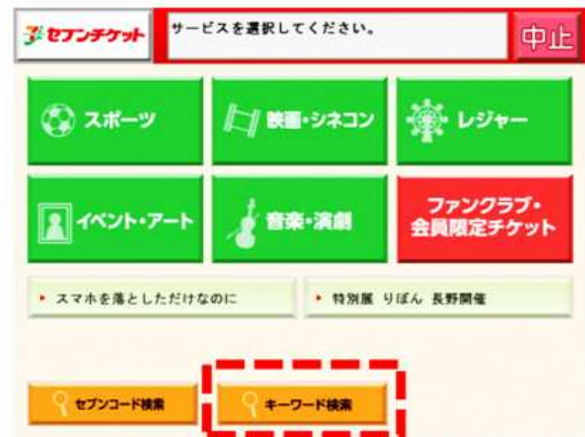 セブンチケット
サービスを選択してください。
中止
スポーツ
映画・シネコン
レジャー
イベント・アート
音楽・演劇
ファンクラブ・
会員限定チケット
スマホを落としただけなのに
特別展 りぼん 長野開催
セブンコード検索
キーワード検索